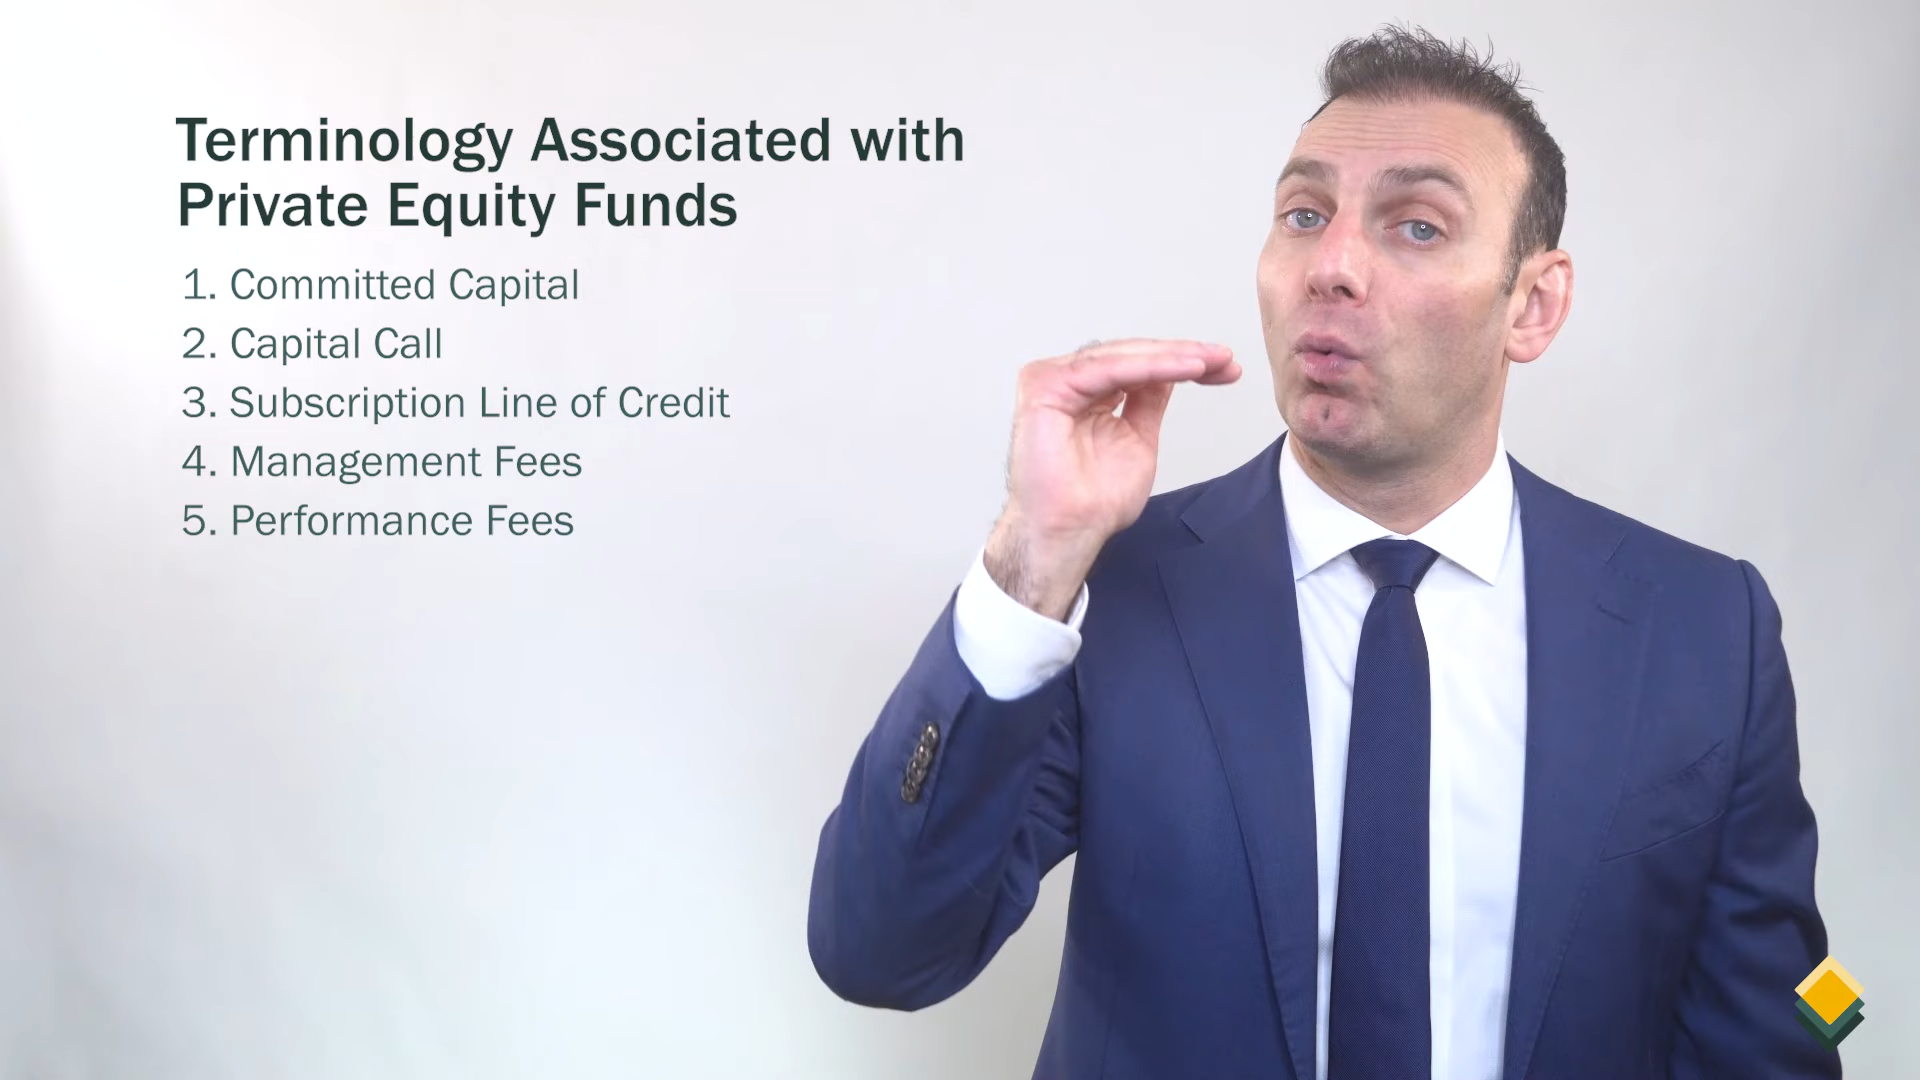 Terminology Associated with
Private Equity Funds
1. Committed Capital
2. Capital Call
3. Subscription Line of Credit
4. Management Fees
5. Performance Fees